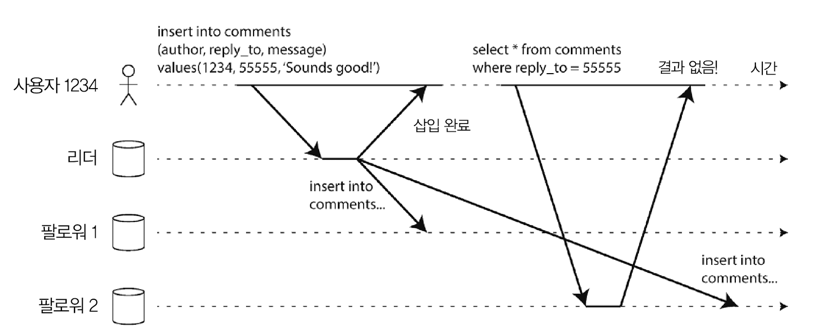 insert into comments
(author, reply_to, message)
values(1234, 55555, ‘Sounds good!’)
select * from comments
where reply_to = 55555
결과 없음!
시간
사용자 1234
삽입 완료
리더
insert into
comments...
팔로워 1
insert into
comments...
팔로워 2